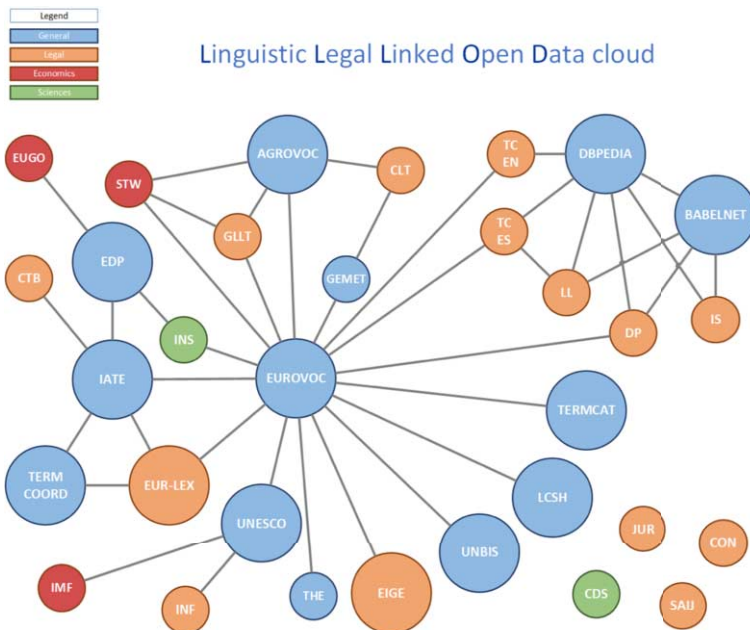 Legend
General
Legal
Economics
Sciences
Linguistic Legal Linked Open Data cloud
EUGO
STW
AGROVOC
CLT
TC
EN
DBPEDIA
BABELNET
GLLT
TC
ES
EDP
CTB
GEMET
LL
IS
INS
DP
IATE
EUROVOC
TERMCAT
TERM
COORD
EUR-LEX
LCSH
UNESCO
UNBIS
JUR
CON
IMF
INF
THE
EIGE
CDS
SAIJ